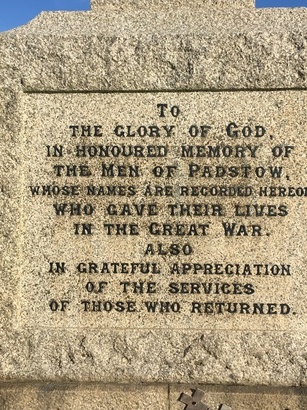 TO
THE GLORY OF GOD,
IN HONOURED MEMORY OF
THE MEN OF PADSTOW,
WHOSE NAMES ARE RECORDED HEREON
WHO GAVE THEIR LIVES
IN THE GREAT WAR.
ALSO
IN GRATEFUL APPRECIATION
OF THE SERVICES
OF THOSE WHO RETURNED.